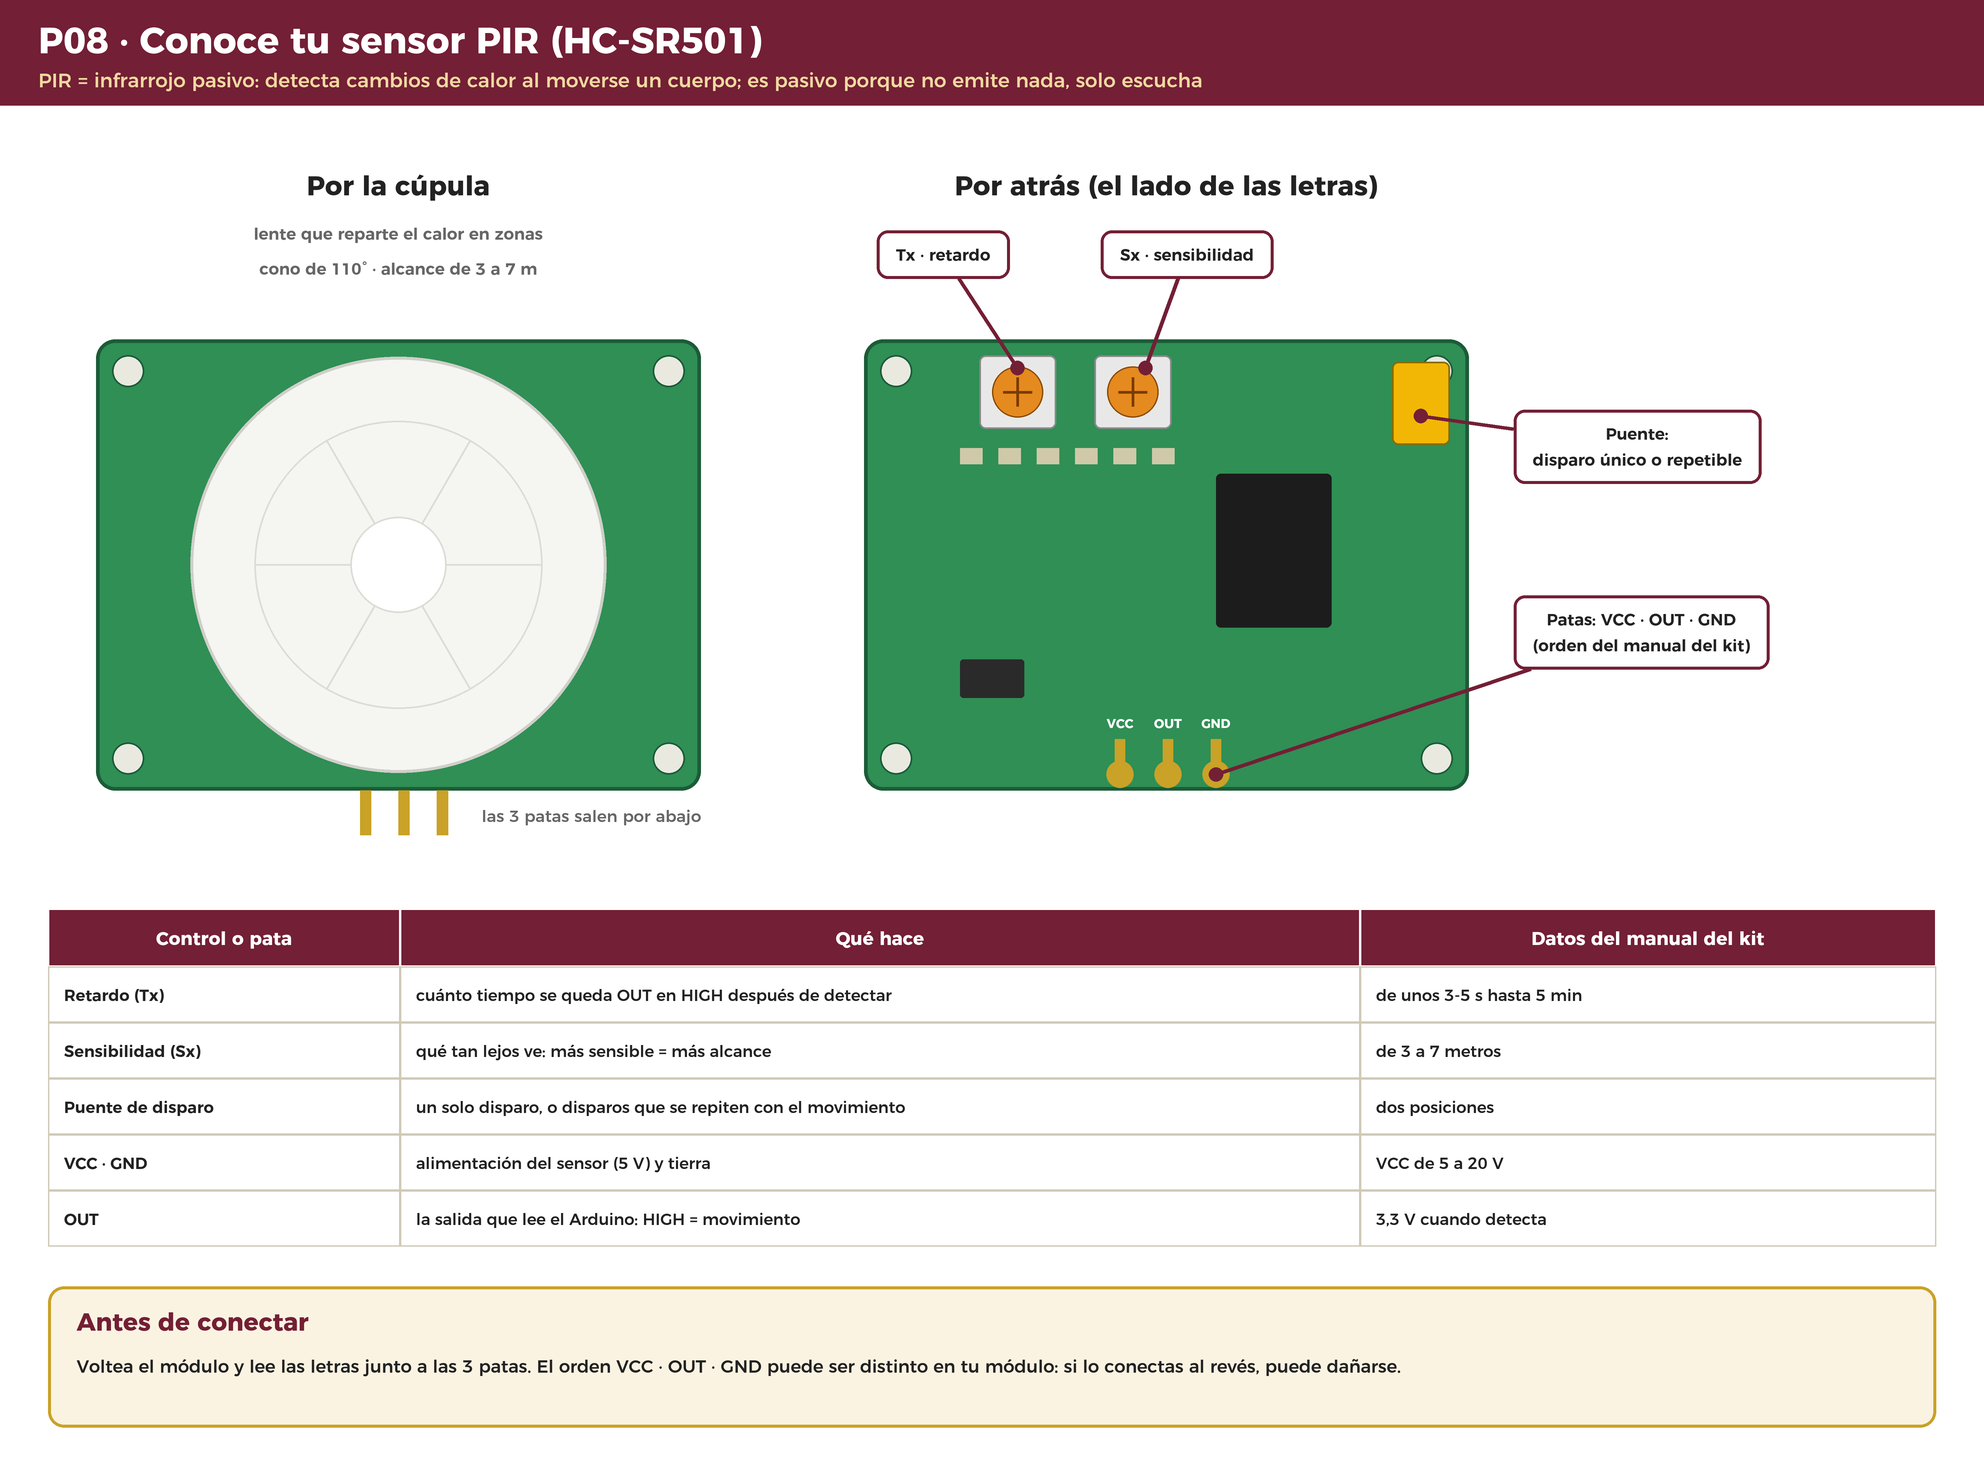 P08 · Conoce tu sensor PIR (HC-SR501)
PIR = infrarrojo pasivo: detecta cambios de calor al moverse un cuerpo; es pasivo porque no emite nada, solo escucha
Por la cúpula
lente que reparte el calor en zonas
cono de 110° · alcance de 3 a 7 m
las 3 patas salen por abajo
Por atrás (el lado de las letras)
Tx · retardo
Sx · sensibilidad
Puente:
disparo único o repetible
Patas: VCC · OUT · GND
(orden del manual del kit)
VCC OUT GND
Control o pata
Qué hace
Datos del manual del kit
Retardo (Tx)
cuánto tiempo se queda OUT en HIGH después de detectar
de unos 3-5 s hasta 5 min
Sensibilidad (Sx)
qué tan lejos ve: más sensible = más alcance
de 3 a 7 metros
Puente de disparo
un solo disparo, o disparos que se repiten con el movimiento
dos posiciones
VCC · GND
alimentación del sensor (5 V) y tierra
VCC de 5 a 20 V
OUT
la salida que lee el Arduino: HIGH = movimiento
3,3 V cuando detecta
Antes de conectar
Voltea el módulo y lee las letras junto a las 3 patas. El orden VCC · OUT · GND puede ser distinto en tu módulo: si lo conectas al revés, puede dañarse.